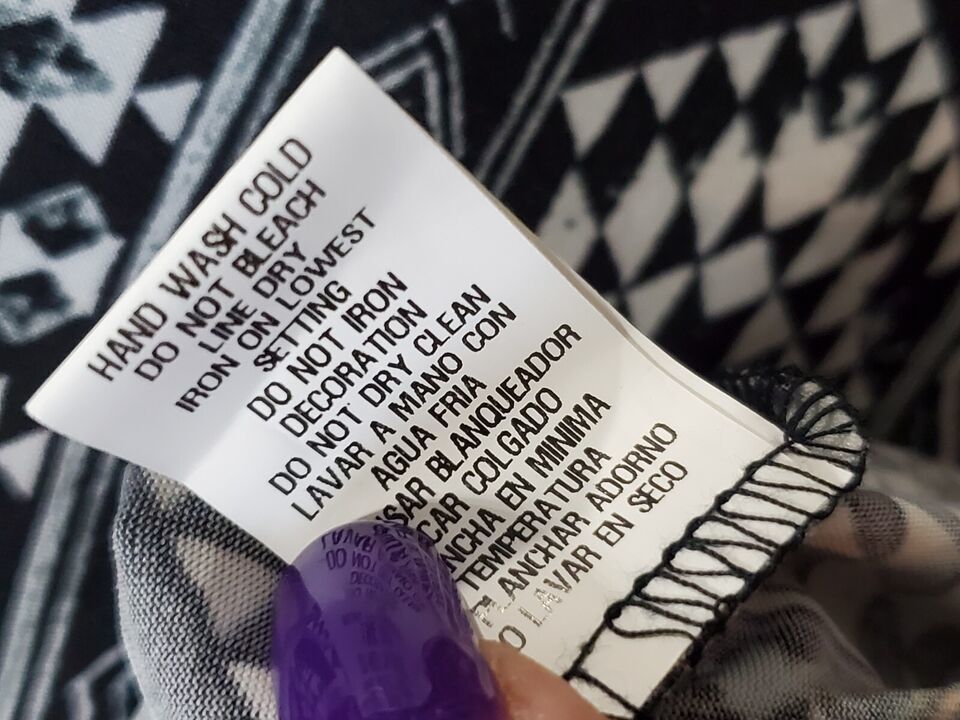 HAND WASH COLD
DO NOT BLEACH
LINE DRY
IRON ON LOWEST
SETTING
DO NOT IRON
DECORATION
DO NOT DRY CLEAN
LAVAR A MANO CON
AGUA FRIA
BLANQUEADOR
COLGADO
EN MINIIMA
TEMPERATURA
PLANCHAR ADORNO
LAVAR EN SECO